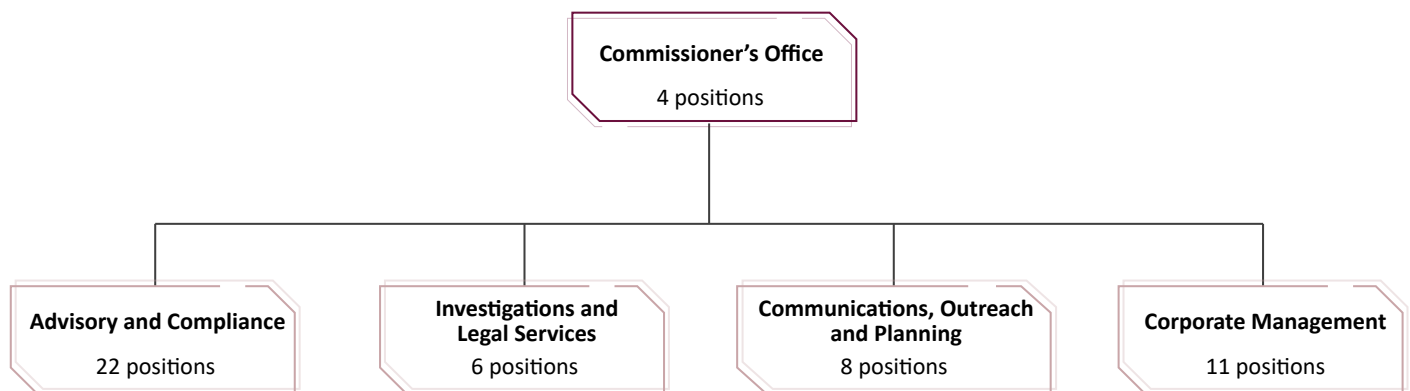 Commissioner’s Office
4 positions
Advisory and Compliance
22 positions
Investigations and
Legal Services
6 positions
Communications, Outreach
and Planning
8 positions
Corporate Management
11 positions